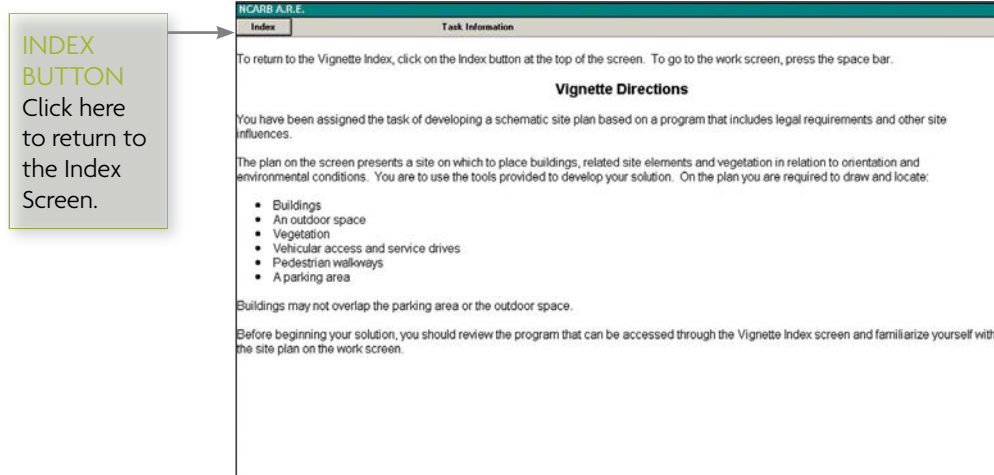 INDEX
BUTTON
Click here
to return to
the Index
Screen.
NCARB A.R.E.
Index
Task Information
To return to the Vignette Index, click on the Index button at the top of the screen. To go to the work screen, press the space bar.
Vignette Directions
You have been assigned the task of developing a schematic site plan based on a program that includes legal requirements and other site
influences.
The plan on the screen presents a site on which to place buildings, related site elements and vegetation in relation to orientation and
environmental conditions. You are to use the tools provided to develop your solution. On the plan you are required to draw and locate:
• Buildings
• An outdoor space
• Vegetation
• Vehicular access and service drives
• Pedestrian walkways
• A parking area
Buildings may not overlap the parking area or the outdoor space.
Before beginning your solution, you should review the program that can be accessed through the Vignette Index screen and familiarize yourself with
the site plan on the work screen.